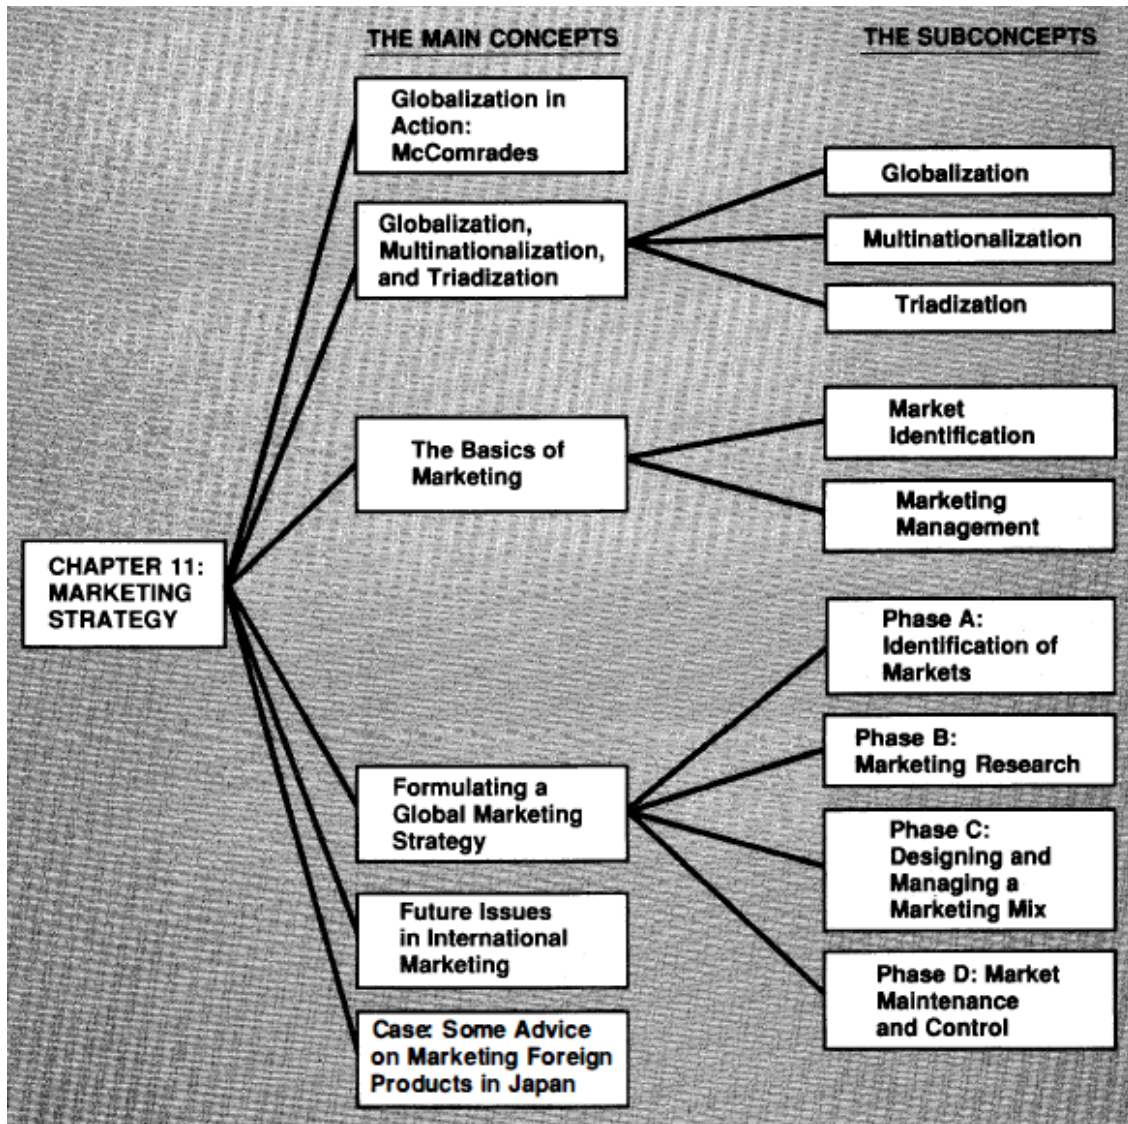 THE MAIN CONCEPTS
THE SUBCONCEPTS
CHAPTER 11:
MARKETING
STRATEGY
Globalization in
Action:
McComrades
Globalization,
Multinationalization,
and Triadization
Globalization
Multinationalization
Triadization
The Basics of
Marketing
Market
Identification
Marketing
Management
Formulating a
Global Marketing
Strategy
Phase A:
Identification of
Markets
Phase B:
Marketing Research
Phase C:
Designing and
Managing a
Marketing Mix
Phase D: Market
Maintenance
and Control
Future Issues
in International
Marketing
Case: Some Advice
on Marketing Foreign
Products in Japan